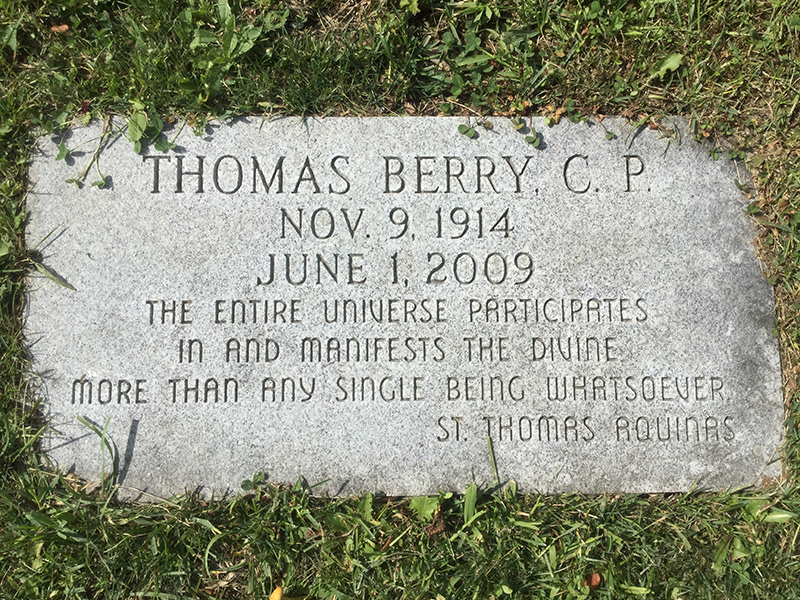 THOMAS BERRY, C. P.
NOV. 9, 1914
JUNE 1, 2009
THE ENTIRE UNIVERSE PARTICIPATES
IN AND MANIFESTS THE DIVINE
MORE THAN ANY SINGLE BEING WHATSOEVER.
ST. THOMAS AQUINAS